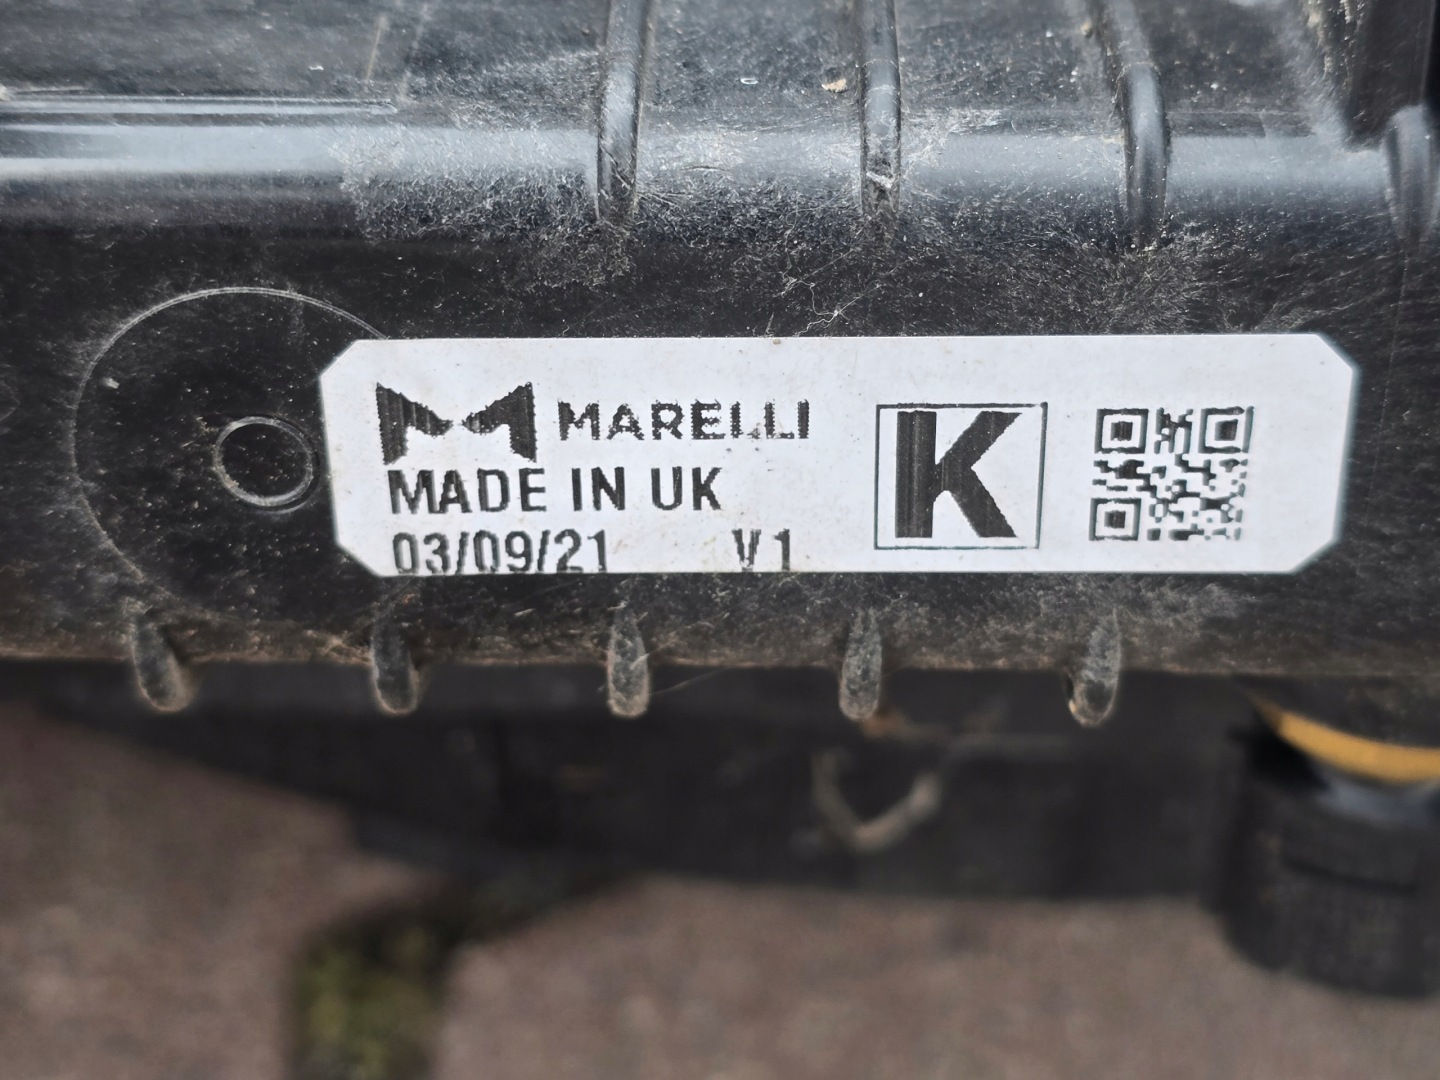 MARELLI
MADE IN UK
03/09/21 V1
K